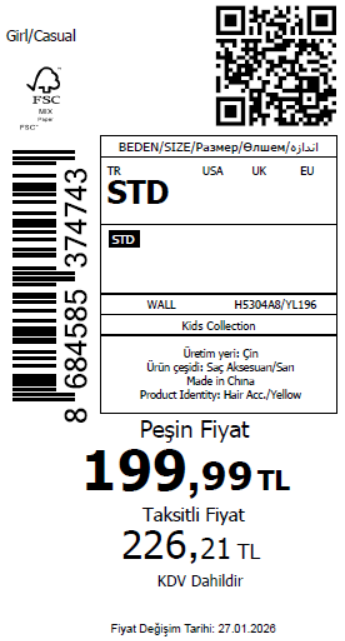 Girl/Casual
FSC
MIX
Paper
FSC™
BEDEN/SIZE/Размер/Өлшем/اندازه
TR USA UK EU
STD
STD
WALL H5304A8/YL196
Kids Collection
Üretim yeri: Çin
Ürün çeşidi: Saç Aksesuarı/Sarı
Made in China
Product Identity: Hair Acc./Yellow
8 684585 374743
Peşin Fiyat
199,99 TL
Taksitli Fiyat
226,21 TL
KDV Dahildir
Fiyat Değişim Tarihi: 27.01.2026